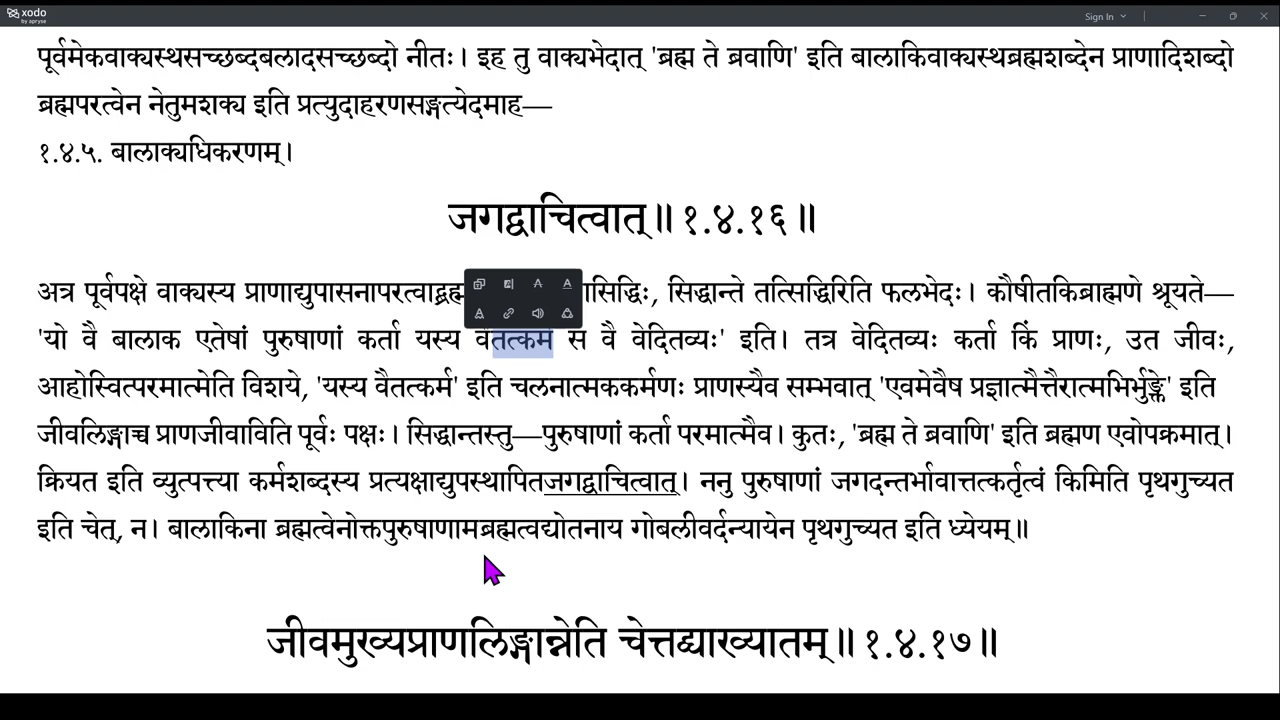 xodo
by apryse
Sign In
पूर्वमेकवाक्यस्थसच्छब्दबलादसच्छब्दो नीतः। इह तु वाक्यभेदात् 'ब्रह्म ते ब्रवाणि' इति बालाकिवाक्यस्थब्रह्मशब्देन प्राणादिशब्दो
ब्रह्मपरत्वेन नेतुमशक्य इति प्रत्युदाहरणसङ्गत्येदमाह—
१.४.५. बालाक्यधिकरणम्।
जगद्वाचित्वात्॥ १.४.१६॥
अत्र पूर्वपक्षे वाक्यस्य प्राणाद्युपासनापरत्वाद्ब्रह्म सिद्धिः, सिद्धान्ते तत्सिद्धिरिति फलभेदः। कौषीतकिब्राह्मणे श्रूयते—
'यो वै बालाक एतेषां पुरुषाणां कर्ता यस्य वैतत्कर्म स वै वेदितव्यः' इति। तत्र वेदितव्यः कर्ता किं प्राणः, उत जीवः,
आहोस्वित्परमात्मेति विशये, 'यस्य वैतत्कर्म' इति चलनात्मककर्मणः प्राणस्यैव सम्भवात् 'एवमेवैष प्रज्ञात्मैतैरात्मभिर्भुङ्क्ते' इति
जीवलिङ्गाच्च प्राणजीवाविति पूर्वः पक्षः। सिद्धान्तस्तु—पुरुषाणां कर्ता परमात्मैव। कुतः, 'ब्रह्म ते ब्रवाणि' इति ब्रह्मण एवोपक्रमात्।
क्रियत इति व्युत्पत्त्या कर्मशब्दस्य प्रत्यक्षाद्युपस्थापितजगद्वाचित्वात्। ननु पुरुषाणां जगदन्तर्भावात्तत्कर्तृत्वं किमिति पृथगुच्यत
इति चेत्, न। बालाकिना ब्रह्मत्वेनोक्तपुरुषाणामब्रह्मत्वद्योतनाय गोबलीवर्दन्यायेन पृथगुच्यत इति ध्येयम्॥
जीवमुख्यप्राणलिङ्गान्नेति चेत्तद्व्याख्यातम्॥ १.४.१७॥